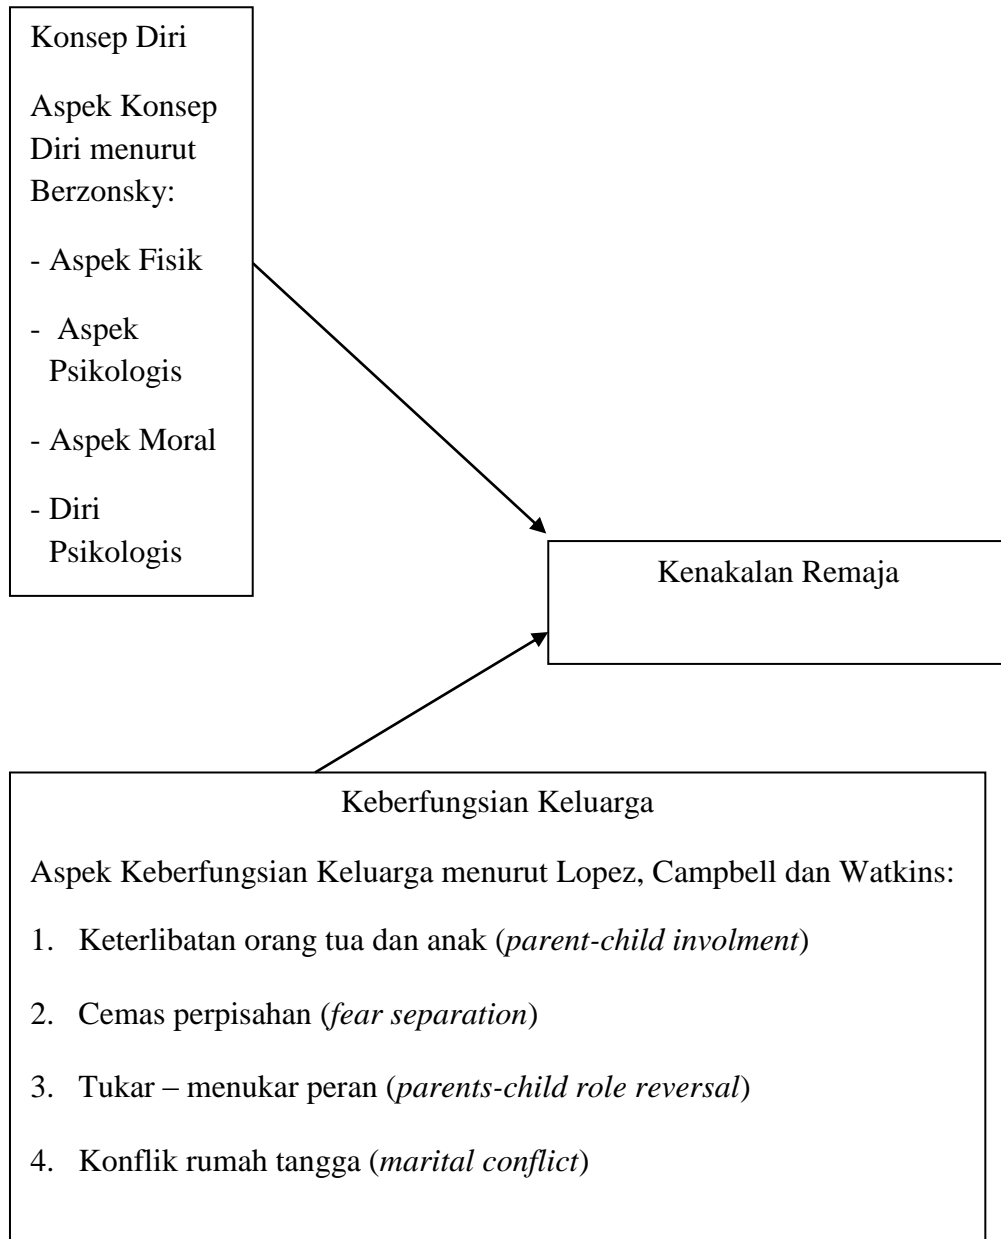 Konsep Diri
Aspek Konsep
Diri menurut
Berzonsky:
- Aspek Fisik
- Aspek
Psikologis
- Aspek Moral
- Diri
Psikologis
Kenakalan Remaja
Keberfungsian Keluarga
Aspek Keberfungsian Keluarga menurut Lopez, Campbell dan Watkins:
1. Keterlibatan orang tua dan anak (parent-child involment)
2. Cemas perpisahan (fear separation)
3. Tukar – menukar peran (parents-child role reversal)
4. Konflik rumah tangga (marital conflict)